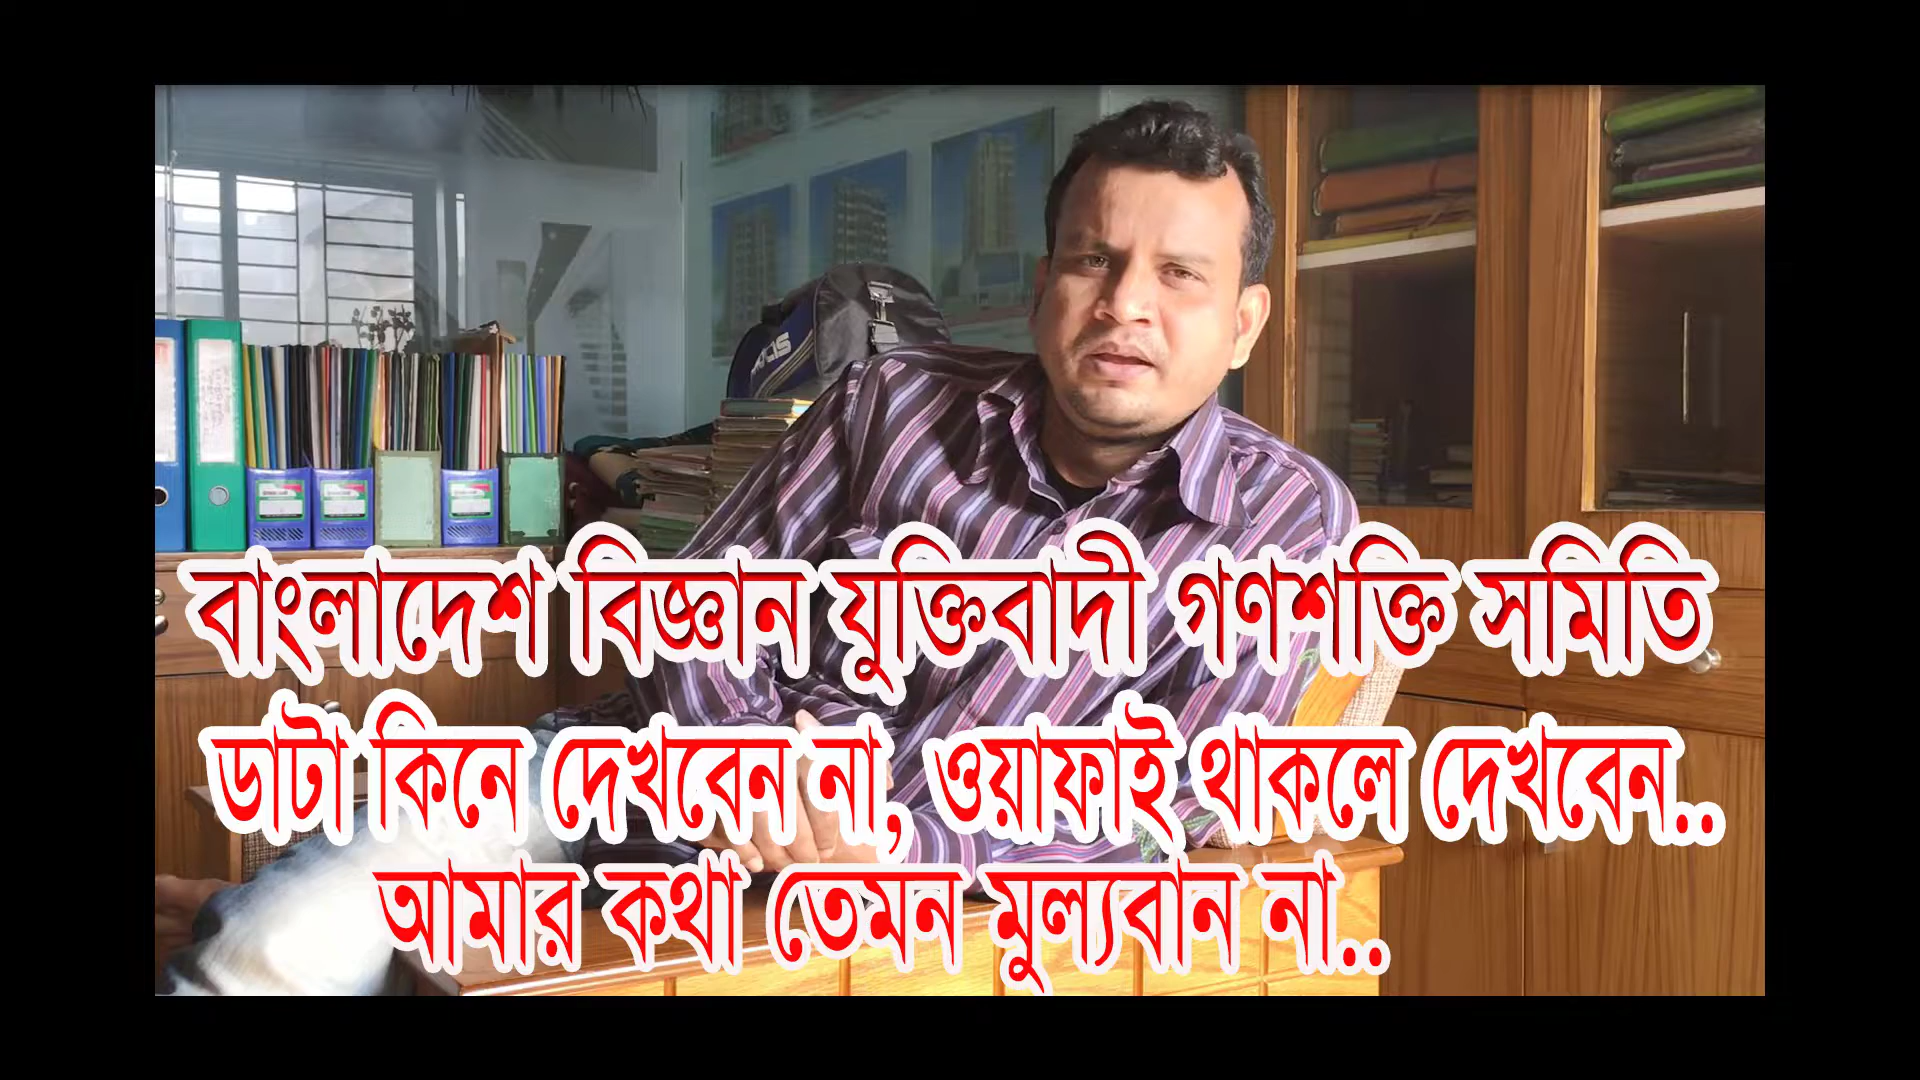 বাংলাদেশ বিজ্ঞান যুক্তিবাদী গণশক্তি সমিতি
ডাটা কিনে দেখবেন না, ওয়াফাই থাকলে দেখবেন..
আমার কথা তেমন মুল্যবান না..